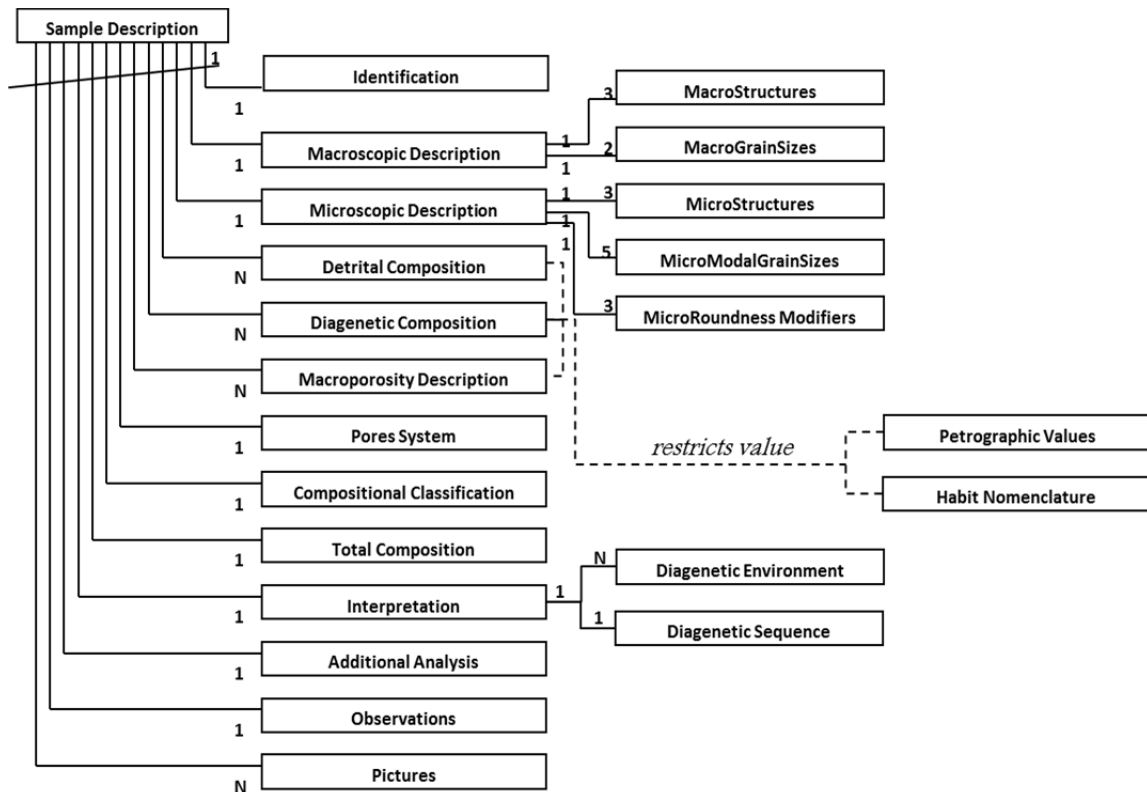 Sample Description
1
Identification
1
MacroStructures
3
Macroscopic Description
1
1
1
2
MacroGrainSizes
Microscopic Description
1
1
1
1
3
MicroStructures
5
MicroModalGrainSizes
3
MicroRoundness Modifiers
Detrital Composition
N
Diagenetic Composition
N
Macroporosity Description
N
restricts value
Petrographic Values
Habit Nomenclature
Pores System
1
Compositional Classification
1
Total Composition
1
Interpretation
1
1
N
Diagenetic Environment
1
Diagenetic Sequence
Additional Analysis
1
Observations
1
Pictures
N